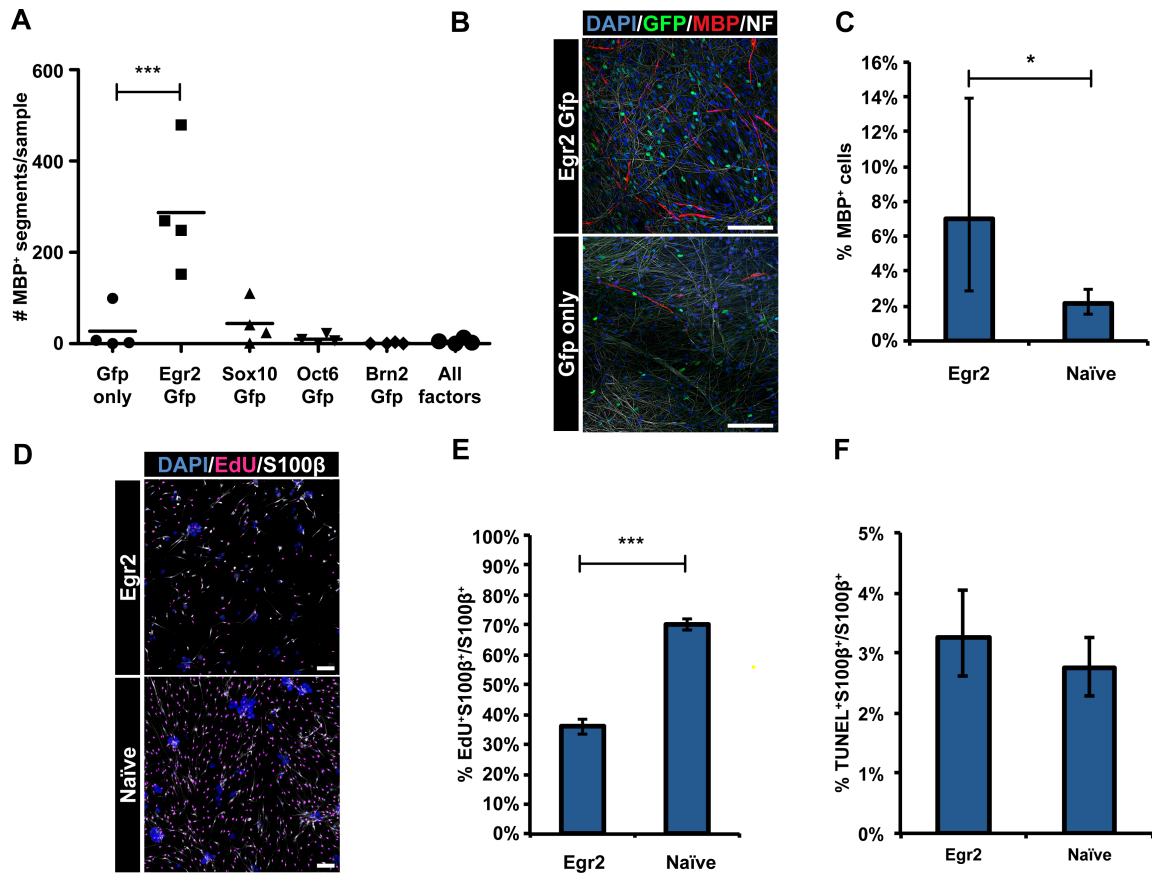 A
# MBP⁺ segments/sample
600
400
200
0
***
Gfp only
Egr2 Gfp
Sox10 Gfp
Oct6 Gfp
Brn2 Gfp
All factors
B
DAPI/GFP/MBP/NF
Egr2 Gfp
Gfp only
C
% MBP⁺ cells
16%
14%
12%
10%
8%
6%
4%
2%
0%
*
Egr2
Naïve
D
DAPI/EdU/S100β
Egr2
Naïve
E
% EdU⁺S100β⁺/S100β⁺
100%
90%
80%
70%
60%
50%
40%
30%
20%
10%
0%
***
Egr2
Naïve
F
% TUNEL⁺S100β⁺/S100β⁺
5%
4%
3%
2%
1%
0%
Egr2
Naïve